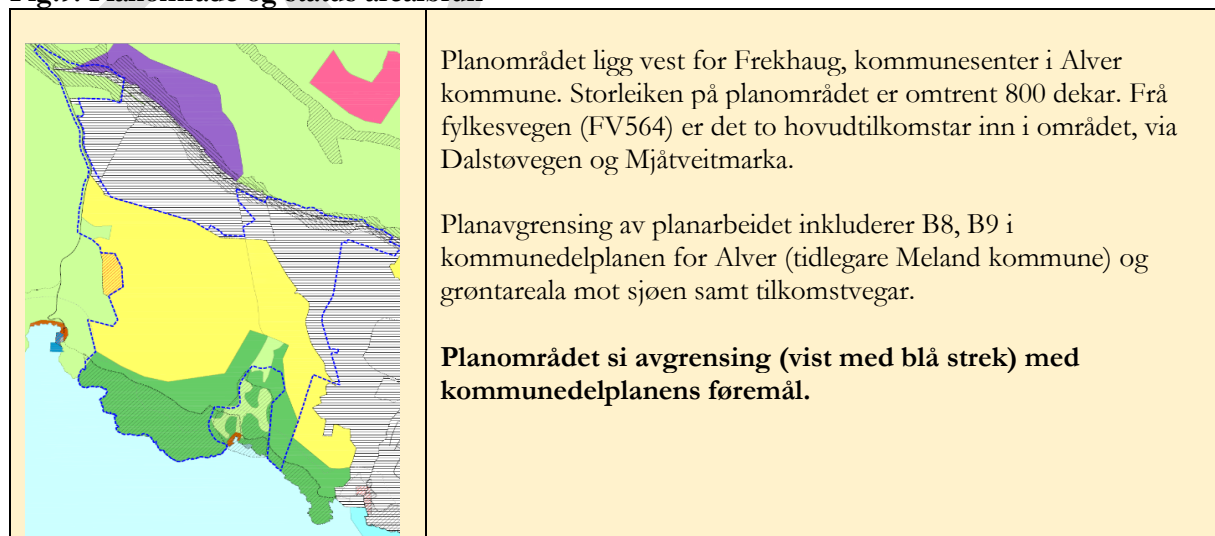 Planområdet ligg vest for Frekhaug, kommunesenter i Alver
kommune. Storleiken på planområdet er omtrent 800 dekar. Frå
fylkesvegen (FV564) er det to hovudtilkomstar inn i området, via
Dalstøvegen og Mjåtveitmarka.
Planavgrensing av planarbeidet inkluderer B8, B9 i
kommunedelplanen for Alver (tidlegare Meland kommune) og
grøntareala mot sjøen samt tilkomstvegar.
Planområdet si avgrensing (vist med blå strek) med
kommunedelplanens føremål.